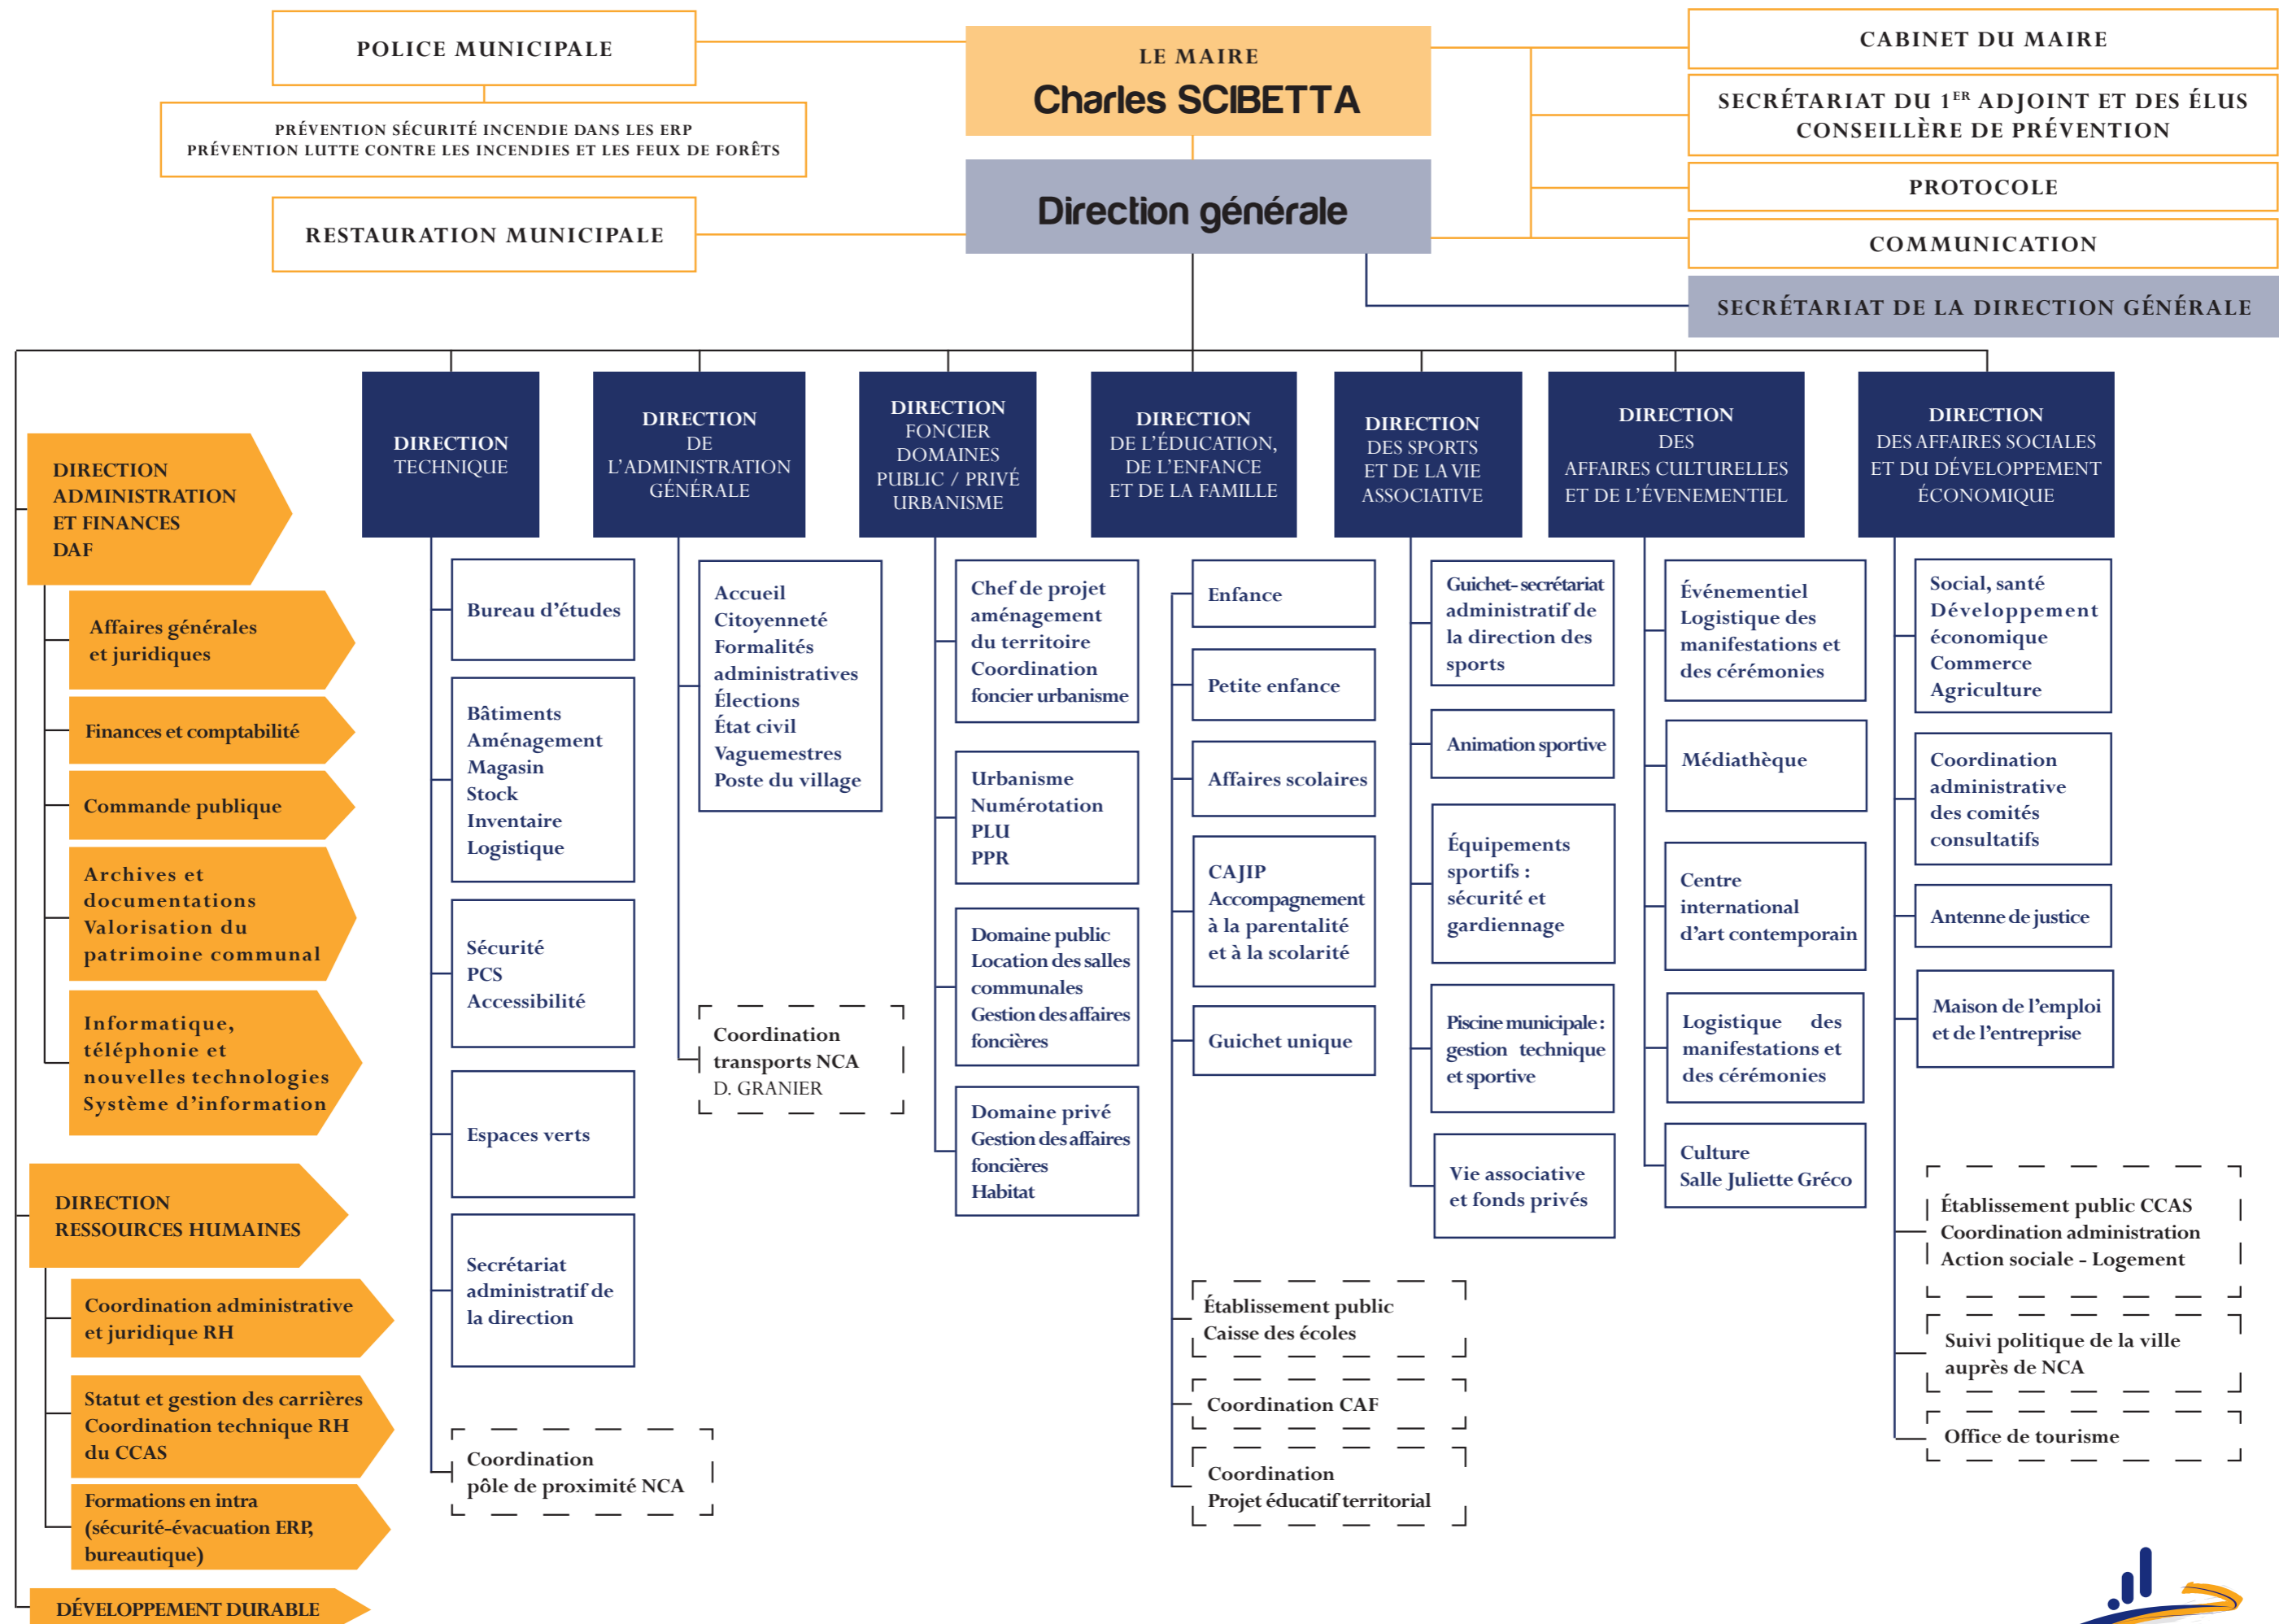 POLICE MUNICIPALE
PRÉVENTION SÉCURITÉ INCENDIE DANS LES ERP
PRÉVENTION LUTTE CONTRE LES INCENDIES ET LES FEUX DE FORÊTS
RESTAURATION MUNICIPALE
LE MAIRE
Charles SCIBETTA
Direction générale
CABINET DU MAIRE
SECRÉTARIAT DU 1ER ADJOINT ET DES ÉLUS
CONSEILLÈRE DE PRÉVENTION
PROTOCOLE
COMMUNICATION
SECRÉTARIAT DE LA DIRECTION GÉNÉRALE
DIRECTION
ADMINISTRATION
ET FINANCES
DAF
Affaires générales
et juridiques
Finances et comptabilité
Commande publique
Archives et
documentations
Valorisation du
patrimoine communal
Informatique,
téléphonie et
nouvelles technologies
Système d'information
DIRECTION
RESSOURCES HUMAINES
Coordination administrative
et juridique RH
Statut et gestion des carrières
Coordination technique RH
du CCAS
Formations en intra
(sécurité-évacuation ERP,
bureautique)
DÉVELOPPEMENT DURABLE
DIRECTION
TECHNIQUE
Bureau d'études
Bâtiments
Aménagement
Magasin
Stock
Inventaire
Logistique
Sécurité
PCS
Accessibilité
Espaces verts
Secrétariat
administratif de
la direction
Coordination
pôle de proximité NCA
DIRECTION
DE
L'ADMINISTRATION
GÉNÉRALE
Accueil
Citoyenneté
Formalités
administratives
Élections
État civil
Vaguemestres
Poste du village
Coordination
transports NCA
D. GRANIER
DIRECTION
FONCIER
DOMAINES
PUBLIC / PRIVÉ
URBANISME
Chef de projet
aménagement
du territoire
Coordination
foncier urbanisme
Urbanisme
Numérotation
PLU
PPR
Domaine public
Location des salles
communales
Gestion des affaires
foncières
Domaine privé
Gestion des affaires
foncières
Habitat
DIRECTION
DE L'ÉDUCATION,
DE L'ENFANCE
ET DE LA FAMILLE
Enfance
Petite enfance
Affaires scolaires
CAJIP
Accompagnement
à la parentalité
et à la scolarité
Guichet unique
Établissement public
Caisse des écoles
Coordination CAF
Coordination
Projet éducatif territorial
DIRECTION
DES SPORTS
ET DE LA VIE
ASSOCIATIVE
Guichet-secrétariat
administratif de
la direction des
sports
Animation sportive
Équipements
sportifs :
sécurité et
gardiennage
Piscine municipale :
gestion technique
et sportive
Vie associative
et fonds privés
DIRECTION
DES
AFFAIRES CULTURELLES
ET DE L'ÉVENEMENTIEL
Événementiel
Logistique des
manifestations et
des cérémonies
Médiathèque
Centre
international
d'art contemporain
Logistique des
manifestations et
des cérémonies
Culture
Salle Juliette Gréco
DIRECTION
DES AFFAIRES SOCIALES
ET DU DÉVELOPPEMENT
ÉCONOMIQUE
Social, santé
Développement
économique
Commerce
Agriculture
Coordination
administrative
des comités
consultatifs
Antenne de justice
Maison de l'emploi
et de l'entreprise
Établissement public CCAS
Coordination administration
Action sociale - Logement
Suivi politique de la ville
auprès de NCA
Office de tourisme